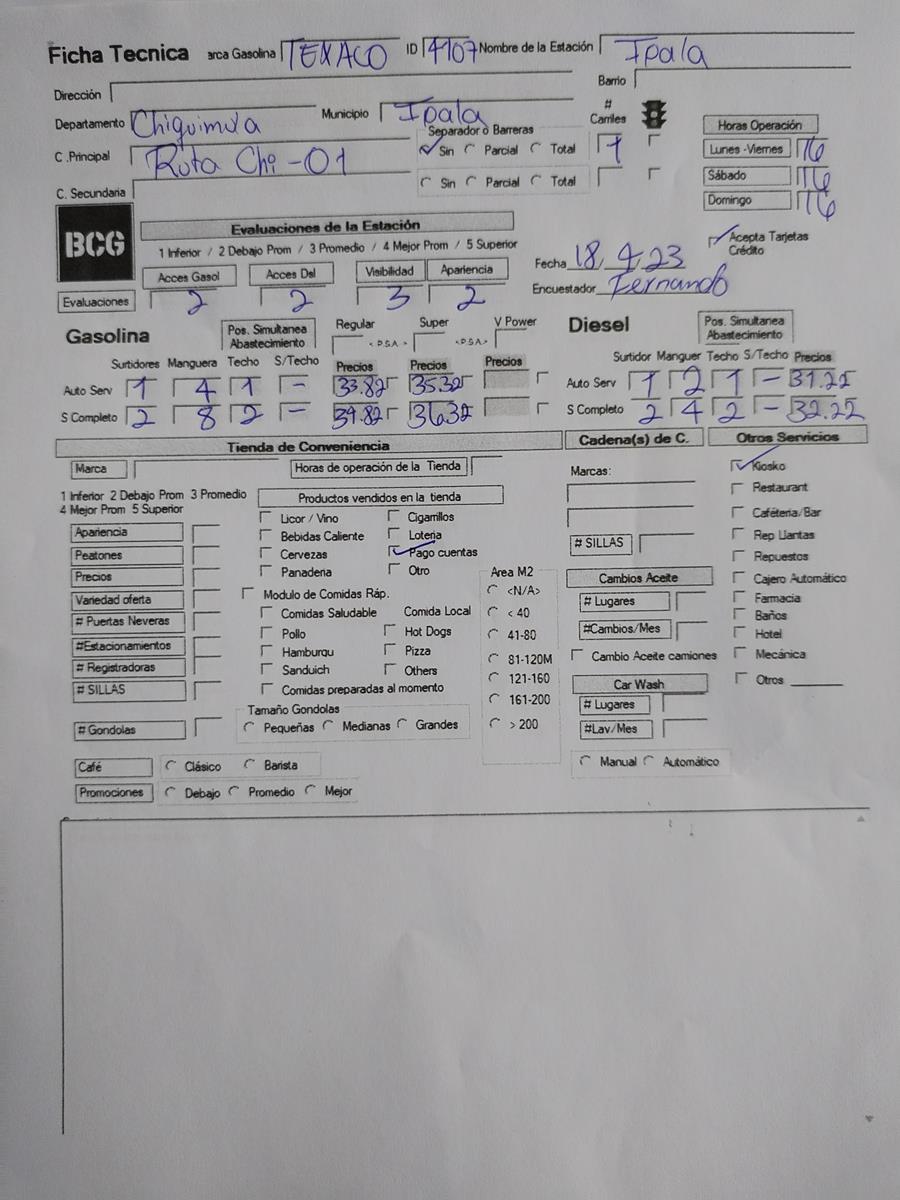 Ficha Tecnica arca Gasolina TEXACO ID 4107 Nombre de la Estación Ipala
Dirección Barrio
Departamento Chiquimula Municipio Ipala # Carriles Horas Operación
C .Principal Ruta Chi-01 Separador o Barreras Sin Parcial Total 1 Lunes -Viernes 16
C. Secundaria Sin Parcial Total Sábado 16
Domingo 16
BCG Evaluaciones de la Estación
1 Inferior / 2 Debajo Prom / 3 Promedio / 4 Mejor Prom / 5 Superior Acepta Tarjetas Crédito
Acces Gasol Acces Dsl Visibilidad Apariencia Fecha 18/4/23
Evaluaciones 2 2 3 2 Encuestador Fernando
Gasolina Pos. Simultanea Abastecimiento Regular Super V Power Diesel Pos. Simultanea Abastecimiento
< P.S.A > <P.S.A>
Surtidores Manguera Techo S/Techo Precios Precios Precios Surtidor Manguer Techo S/Techo Precios
Auto Serv 1 4 1 - 33.82 35.32 Auto Serv 1 2 1 - 31.22
S Completo 2 8 2 - 34.82 36.32 S Completo 2 4 2 - 32.22
Tienda de Conveniencia Cadena(s) de C. Otros Servicios
Marca Horas de operación de la Tienda Marcas: Kiosko
1 Inferior 2 Debajo Prom 3 Promedio Productos vendidos en la tienda Restaurant
4 Mejor Prom 5 Superior
Apariencia Licor / Vino Cigarrillos Cafétería/Bar
Peatones Bebidas Caliente Lotería # SILLAS Rep Llantas
Precios Cervezas Pago cuentas Repuestos
Variedad oferta Panadería Otro Area M2 Cambios Aceite Cajero Automático
# Puertas Neveras Modulo de Comidas Ráp. <N/A> # Lugares Farmacia
#Estacionamientos Comidas Saludable Comida Local < 40 Baños
# Registradoras Pollo Hot Dogs 41-80 #Cambios/Mes Hotel
# SILLAS Hamburqu Pizza 81-120M Cambio Aceite camiones Mecánica
Sanduich Others 121-160 Car Wash Otros
Comidas preparadas al momento 161-200 # Lugares
Tamaño Gondolas
# Gondolas Pequeñas Medianas Grandes > 200 #Lav/Mes
Café Clásico Barista Manual Automático
Promociones Debajo Promedio Mejor